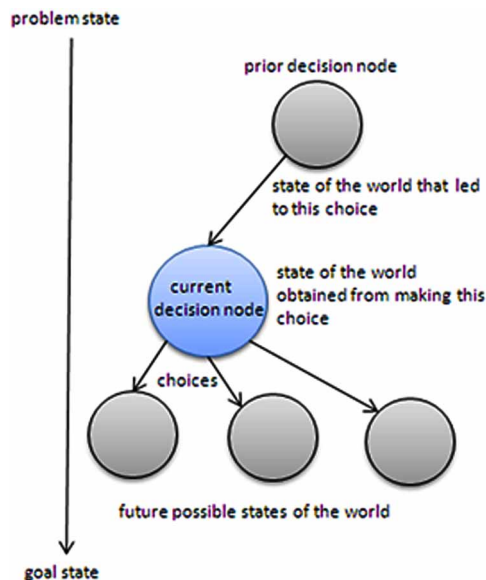 problem state
prior decision node
state of the world that led
to this choice
current
decision node
state of the world
obtained from making this
choice
choices
future possible states of the world
goal state